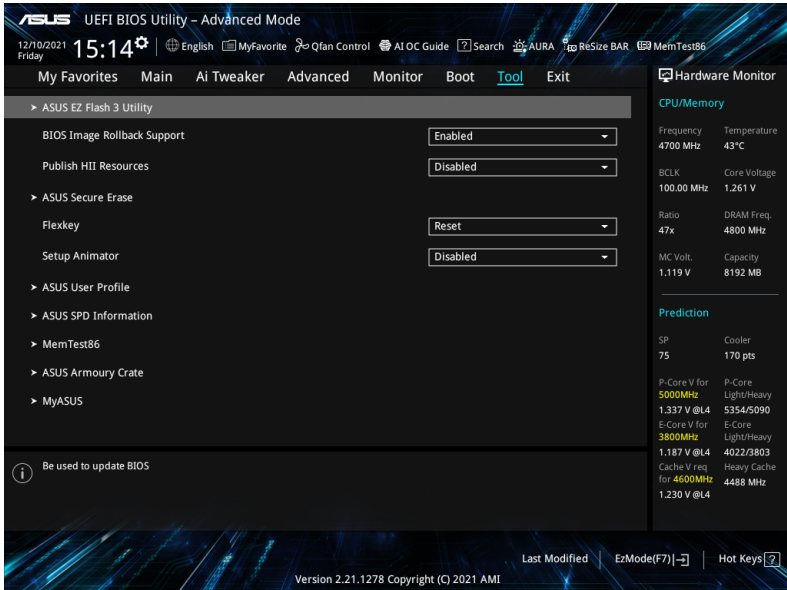 ASUS UEFI BIOS Utility – Advanced Mode
12/10/2021
Friday
15:14
English MyFavorite Qfan Control AI OC Guide ? Search AURA ReSize BAR MemTest86
My Favorites Main Ai Tweaker Advanced Monitor Boot Tool Exit
Hardware Monitor
> ASUS EZ Flash 3 Utility
BIOS Image Rollback Support Enabled
Publish HII Resources Disabled
> ASUS Secure Erase
Flexkey Reset
Setup Animator Disabled
> ASUS User Profile
> ASUS SPD Information
> MemTest86
> ASUS Armoury Crate
> MyASUS
i Be used to update BIOS
CPU/Memory
Frequency Temperature
4700 MHz 43°C
BCLK Core Voltage
100.00 MHz 1.261 V
Ratio DRAM Freq.
47x 4800 MHz
MC Volt. Capacity
1.119 V 8192 MB
Prediction
SP Cooler
75 170 pts
P-Core V for P-Core
5000MHz Light/Heavy
1.337 V @L4 5354/5090
E-Core V for E-Core
3800MHz Light/Heavy
1.187 V @L4 4022/3803
Cache V req Heavy Cache
for 4600MHz 4488 MHz
1.230 V @L4
Last Modified EzMode(F7) Hot Keys ?
Version 2.21.1278 Copyright (C) 2021 AMI